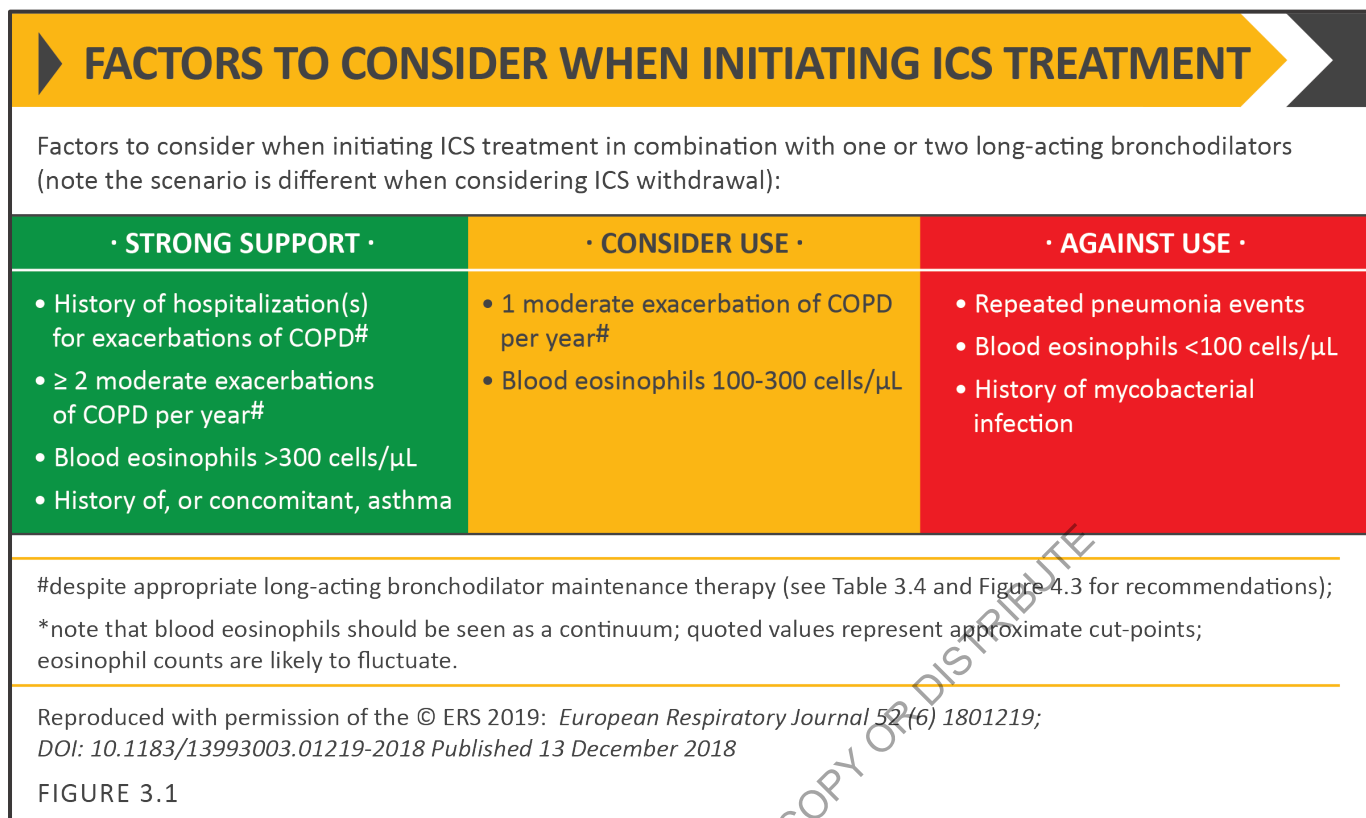 FACTORS TO CONSIDER WHEN INITIATING ICS TREATMENT
Factors to consider when initiating ICS treatment in combination with one or two long-acting bronchodilators
(note the scenario is different when considering ICS withdrawal):
· STRONG SUPPORT ·
• History of hospitalization(s)
for exacerbations of COPD#
• ≥ 2 moderate exacerbations
of COPD per year#
• Blood eosinophils >300 cells/µL
• History of, or concomitant, asthma
· CONSIDER USE ·
• 1 moderate exacerbation of COPD
per year#
• Blood eosinophils 100-300 cells/µL
· AGAINST USE ·
• Repeated pneumonia events
• Blood eosinophils <100 cells/µL
• History of mycobacterial
infection
#despite appropriate long-acting bronchodilator maintenance therapy (see Table 3.4 and Figure 4.3 for recommendations);
*note that blood eosinophils should be seen as a continuum; quoted values represent approximate cut-points;
eosinophil counts are likely to fluctuate.
Reproduced with permission of the © ERS 2019: European Respiratory Journal 52 (6) 1801219;
DOI: 10.1183/13993003.01219-2018 Published 13 December 2018
FIGURE 3.1
COPY OR DISTRIBUTE